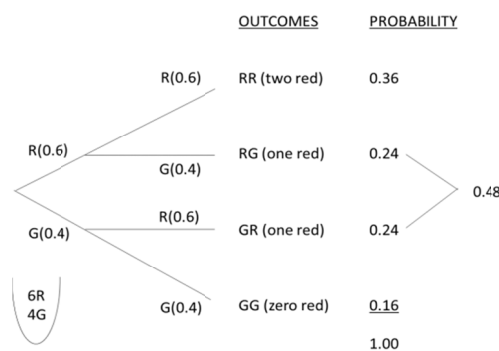 OUTCOMES PROBABILITY
R(0.6) RR (two red) 0.36
R(0.6) RG (one red) 0.24
G(0.4)
0.48
R(0.6)
G(0.4) GR (one red) 0.24
G(0.4) GG (zero red) 0.16
6R
4G
1.00